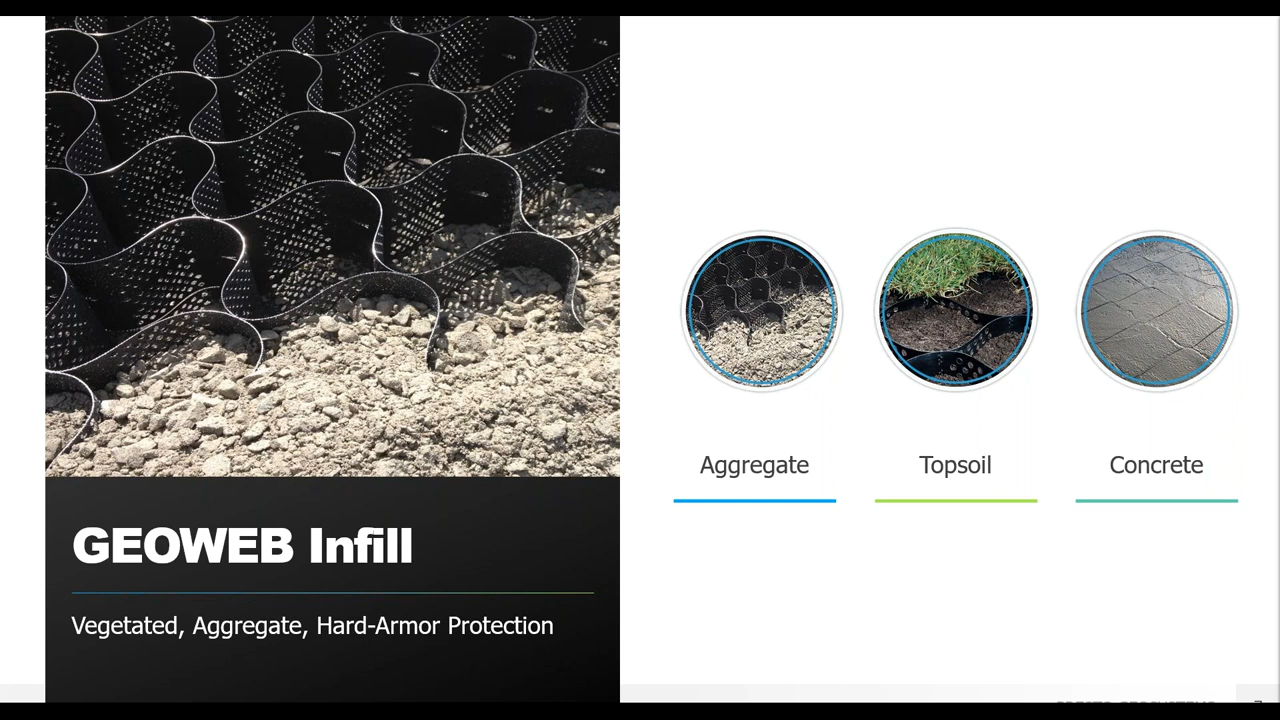 GEOWEB Infill
Vegetated, Aggregate, Hard-Armor Protection
Aggregate
Topsoil
Concrete